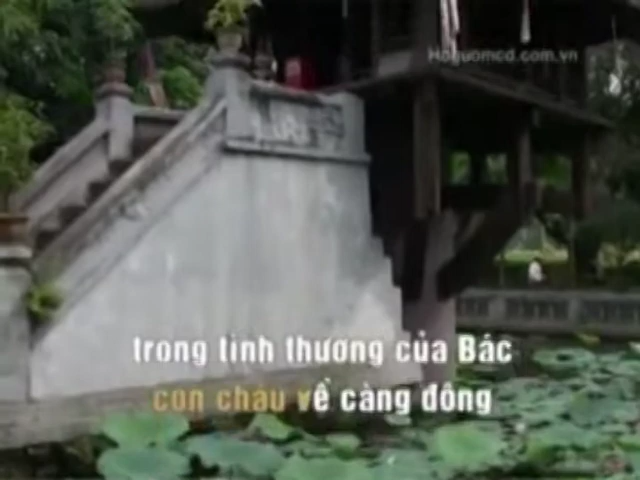 Hoguomcd.com.vn
trong tình thương của Bác
con cháu về càng đông